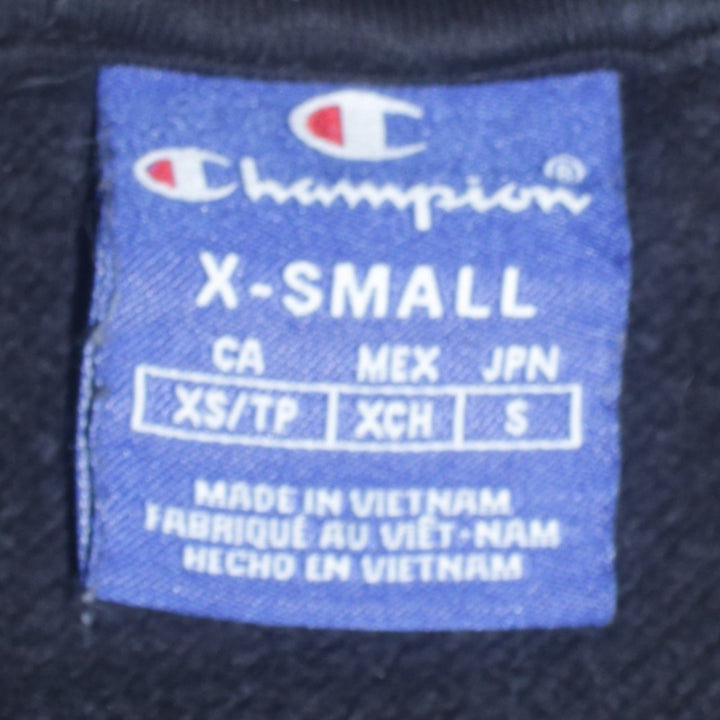 Champion®
X-SMALL
CA MEX JPN
XS/TP XCH S
MADE IN VIETNAM
FABRIQUÉ AU VIÊT-NAM
HECHO EN VIETNAM